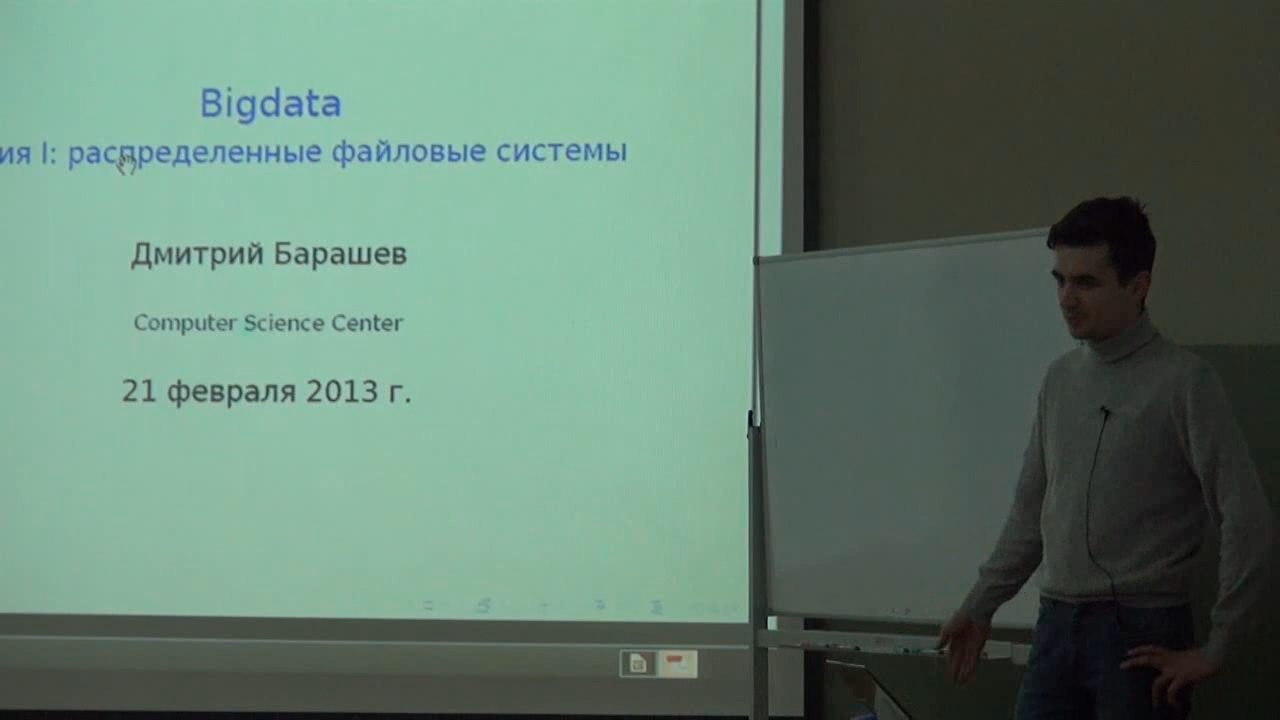 Bigdata
ия I: распределенные файловые системы
Дмитрий Барашев
Computer Science Center
21 февраля 2013 г.